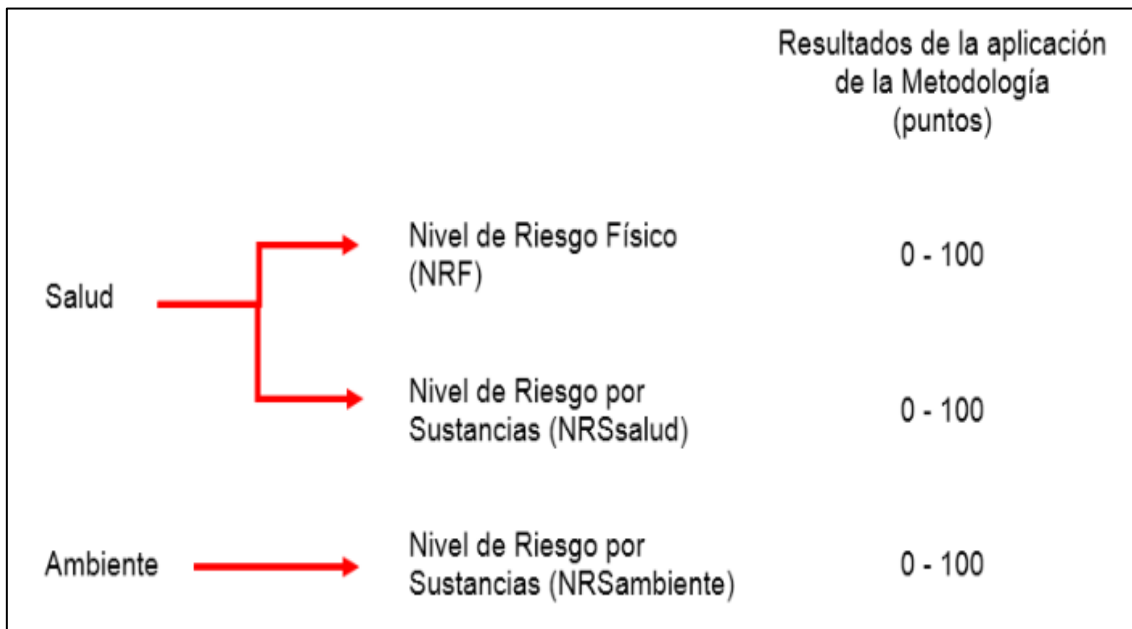 Resultados de la aplicación
de la Metodología
(puntos)
Salud
Nivel de Riesgo Físico
(NRF)
0 - 100
Nivel de Riesgo por
Sustancias (NRSsalud)
0 - 100
Ambiente
Nivel de Riesgo por
Sustancias (NRSambiente)
0 - 100